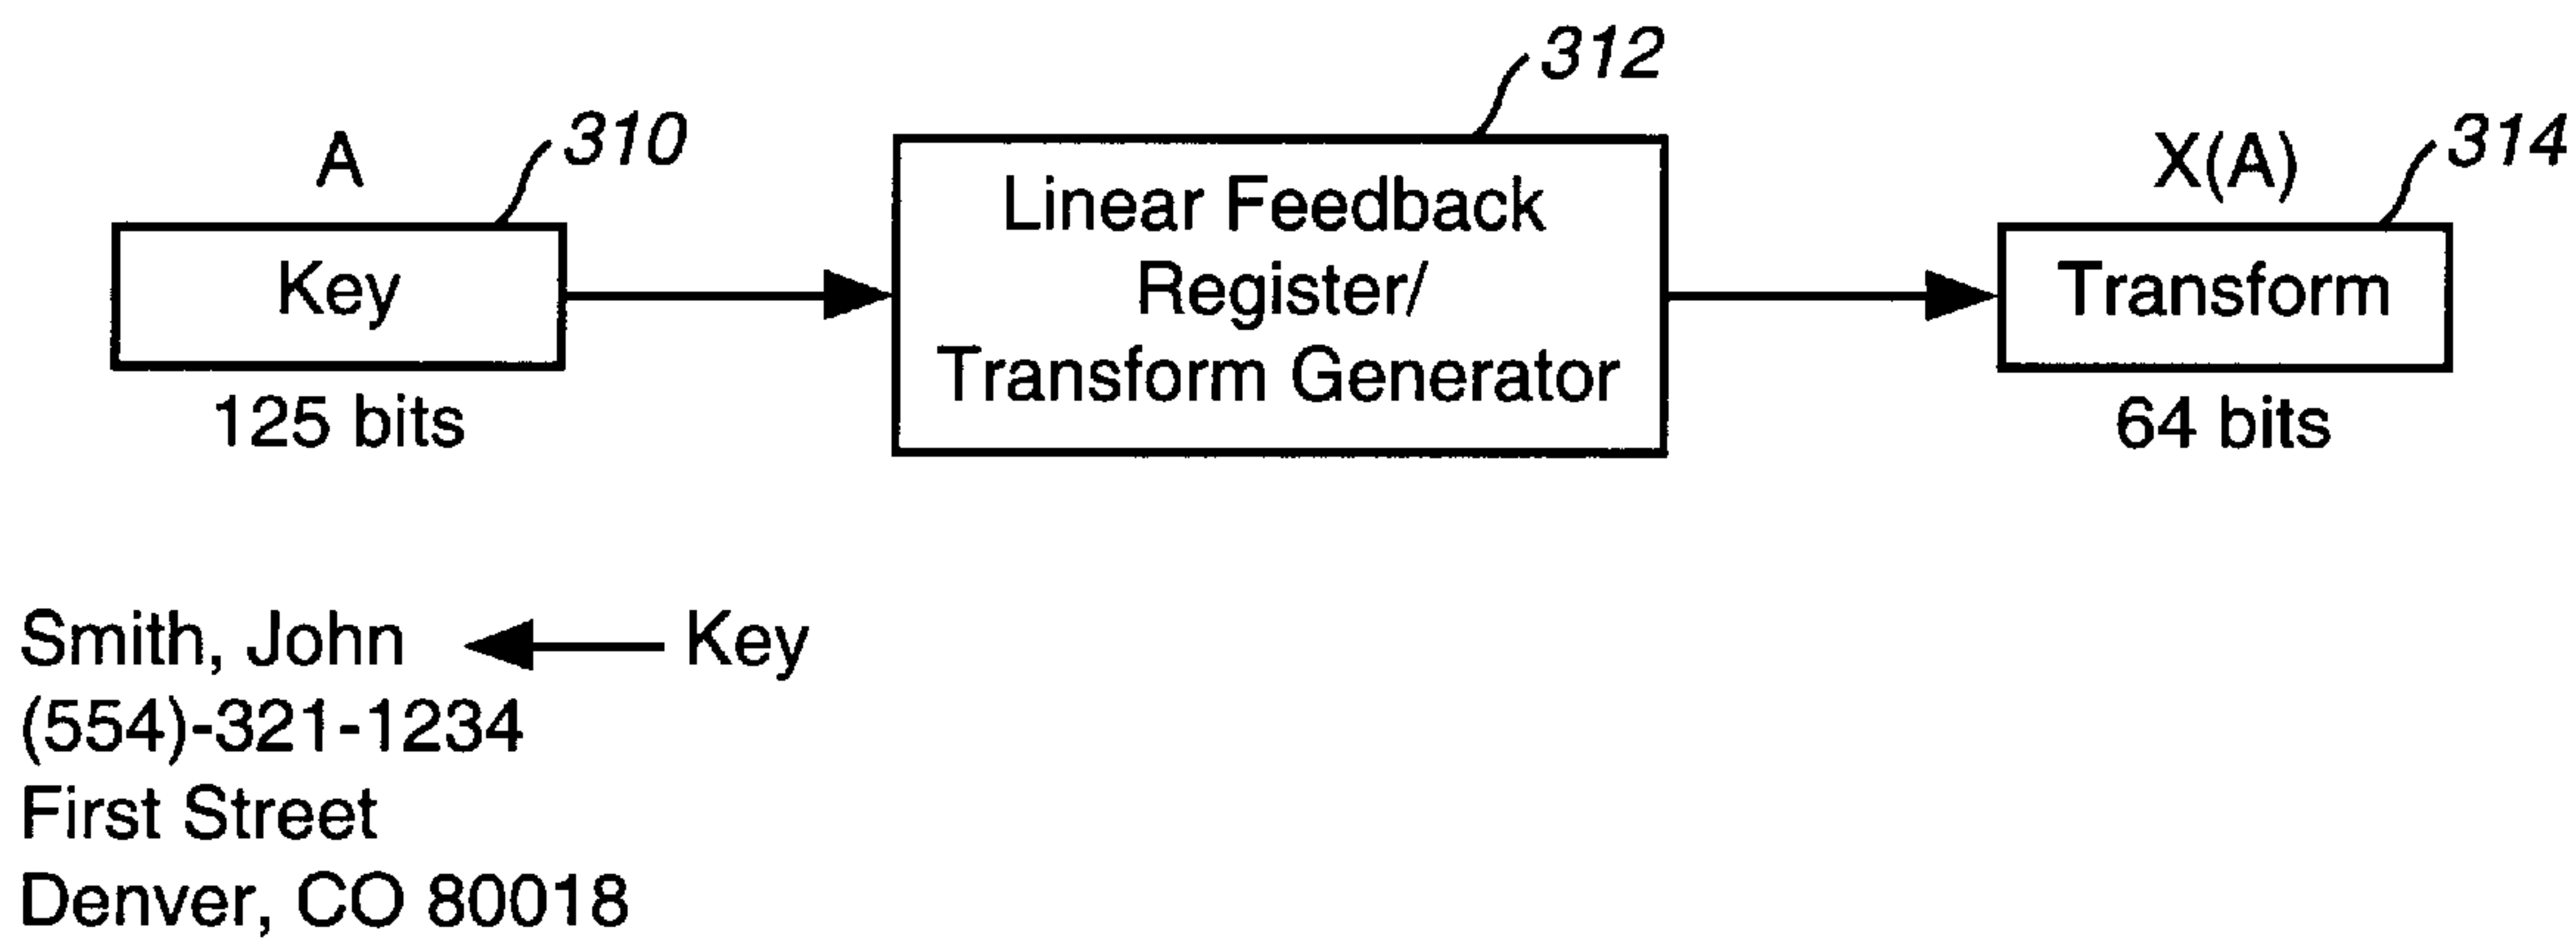 312
A
310
X(A)
314
Key
Linear Feedback
Register/
Transform Generator
Transform
125 bits
64 bits
Smith, John
Key
(554)-321-1234
First Street
Denver, CO 80018